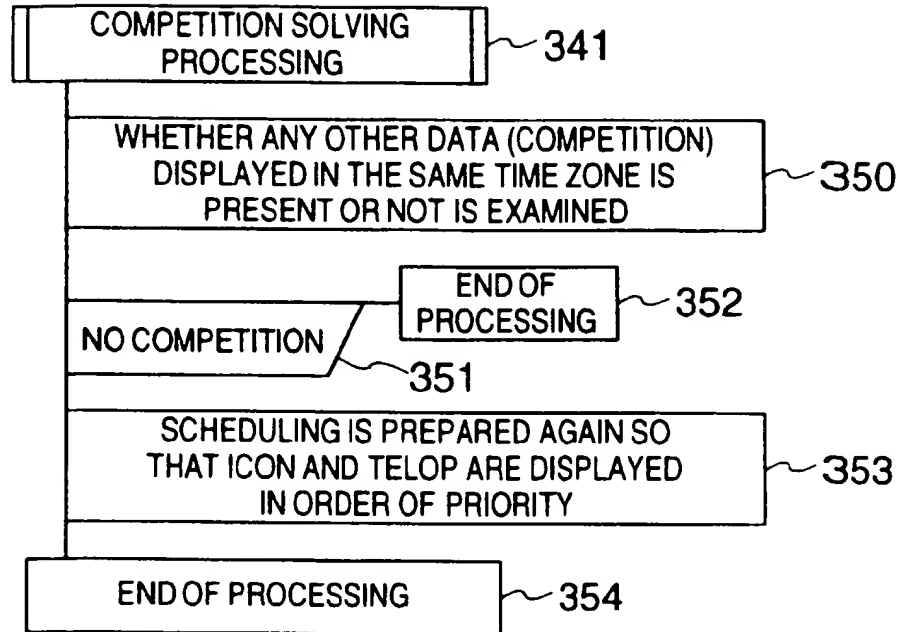 COMPETITION SOLVING
PROCESSING
341
WHETHER ANY OTHER DATA (COMPETITION)
DISPLAYED IN THE SAME TIME ZONE IS
PRESENT OR NOT IS EXAMINED
350
END OF
PROCESSING
352
NO COMPETITION
351
SCHEDULING IS PREPARED AGAIN SO
THAT ICON AND TELOP ARE DISPLAYED
IN ORDER OF PRIORITY
353
END OF PROCESSING
354